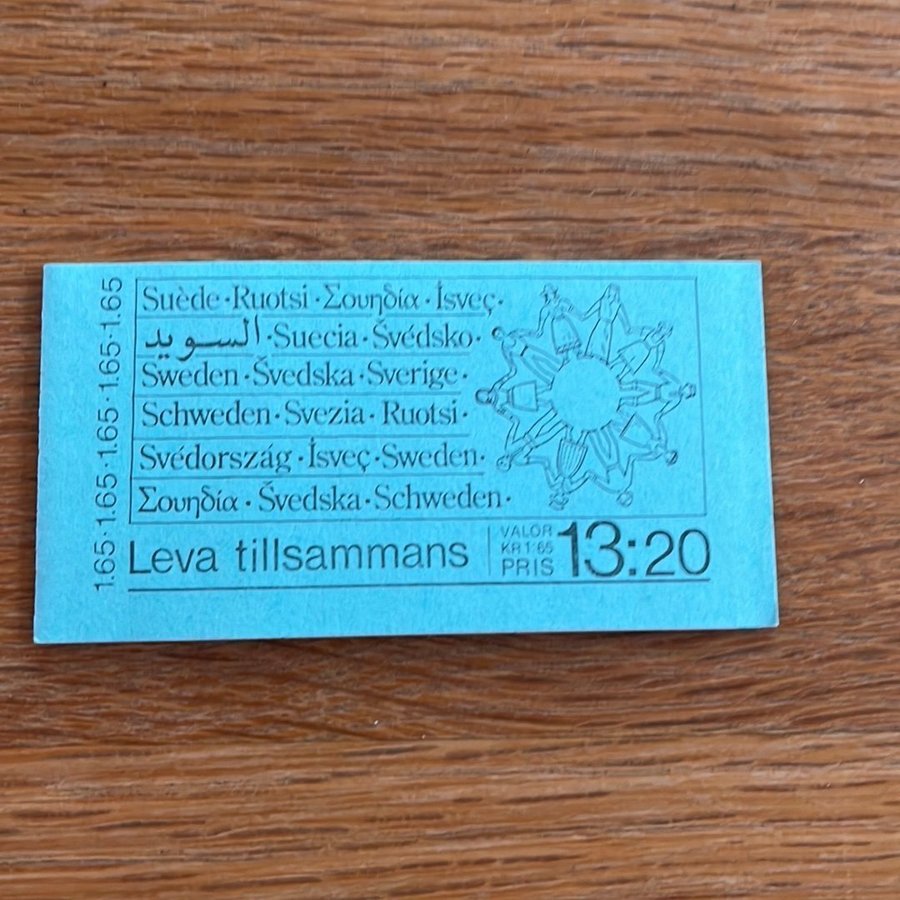 1.65 · 1.65 · 1.65 · 1.65 · 1.65
Suède · Ruotsi · Σουηδία · İsveç ·
السويد · Suecia · Švédsko ·
Sweden · Švedska · Sverige ·
Schweden · Svezia · Ruotsi ·
Svédország · İsveç · Sweden ·
Σουηδία · Švedska · Schweden ·
Leva tillsammans
VALÖR
KR 1:65
PRIS 13:20